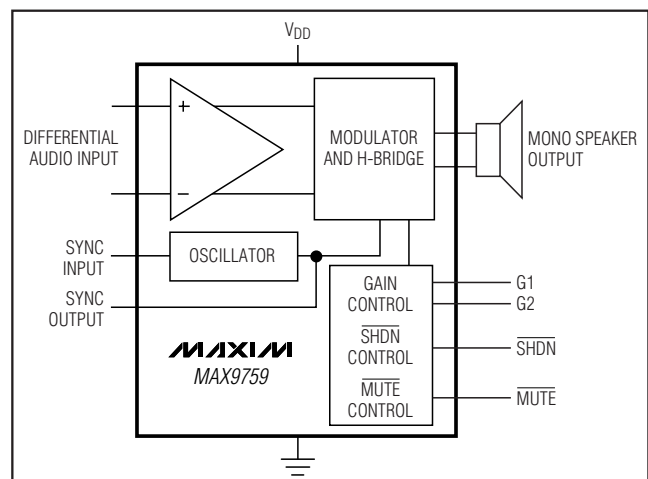 VDD
DIFFERENTIAL
AUDIO INPUT
+
−
MODULATOR
AND H-BRIDGE
MONO SPEAKER
OUTPUT
SYNC
INPUT
OSCILLATOR
SYNC
OUTPUT
GAIN
CONTROL
G1
G2
SHDN
CONTROL
SHDN
MUTE
CONTROL
MUTE
MAXIM
MAX9759